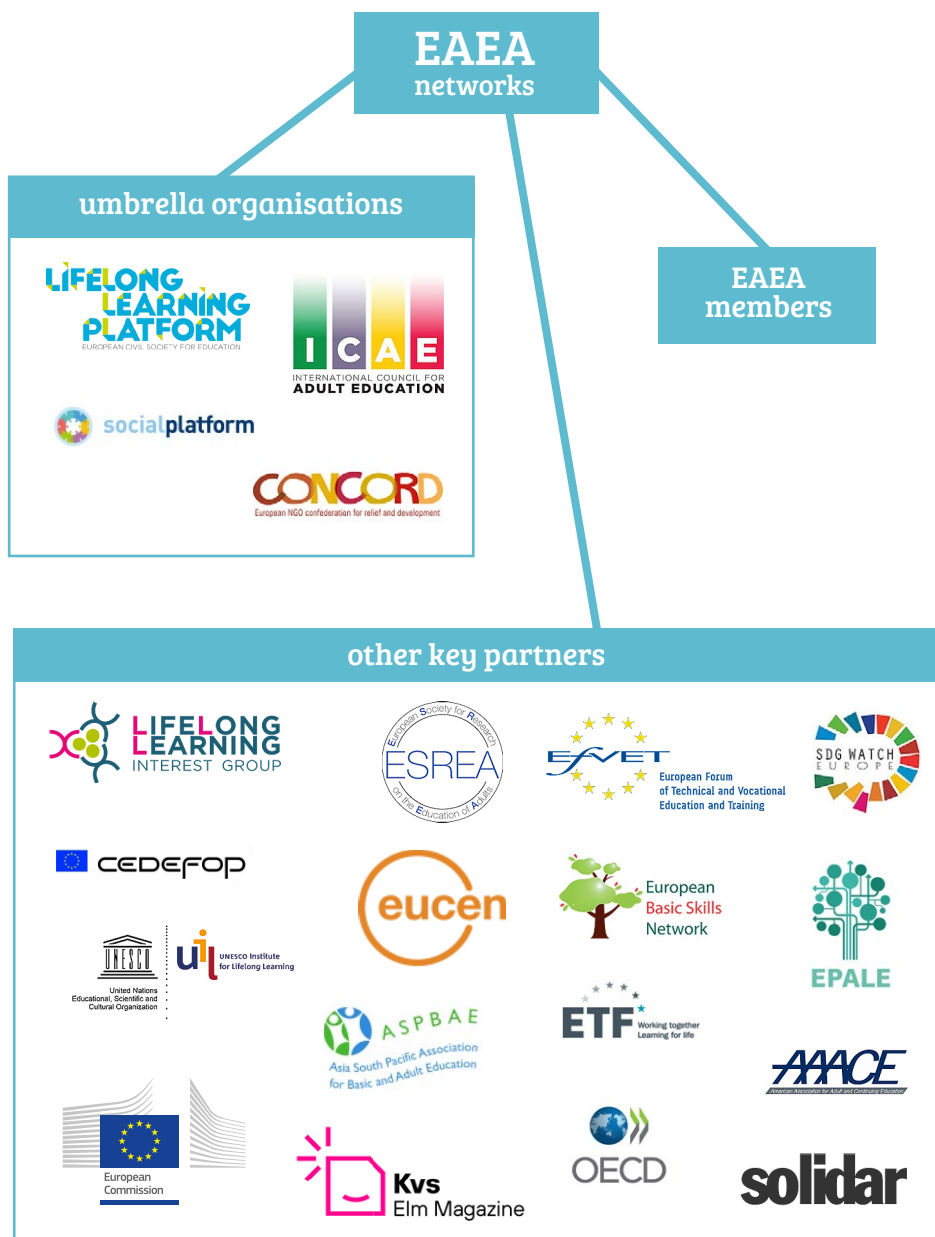 EAEA
networks
umbrella organisations
LIFELONG
LEARNING
PLATFORM
EUROPEAN CIVIL SOCIETY FOR EDUCATION
ICAE
INTERNATIONAL COUNCIL FOR
ADULT EDUCATION
socialplatform
CONCORD
European NGO confederation for relief and development
EAEA
members
other key partners
LIFELONG
LEARNING
INTEREST GROUP
European Society for Research
ESREA
on the Education of Adults
EfVET
European Forum
of Technical and Vocational
Education and Training
SDG WATCH
EUROPE
CEDEFOP
eucen
European
Basic Skills
Network
EPALE
UNESCO
United Nations
Educational, Scientific and
Cultural Organization
uil
UNESCO Institute
for Lifelong Learning
ASPBAE
Asia South Pacific Association
for Basic and Adult Education
ETF
Working together
Learning for life
AAACE
American Association for Adult and Continuing Education
European
Commission
Kvs
Elm Magazine
OECD
solidar